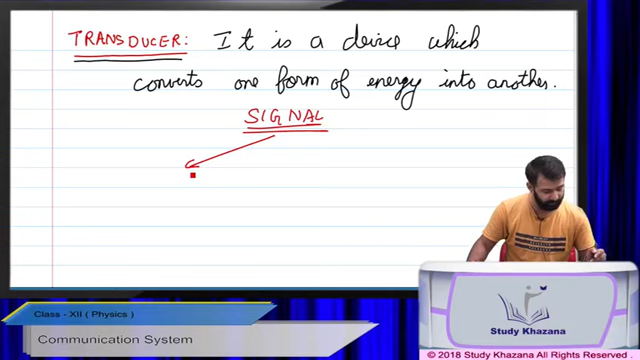 TRANSDUCER: It is a device which
converts one form of energy into another.
SIGNAL
Class - XII ( Physics )
Communication System
Study Khazana
© 2018 Study Khazana All Rights Reserved .